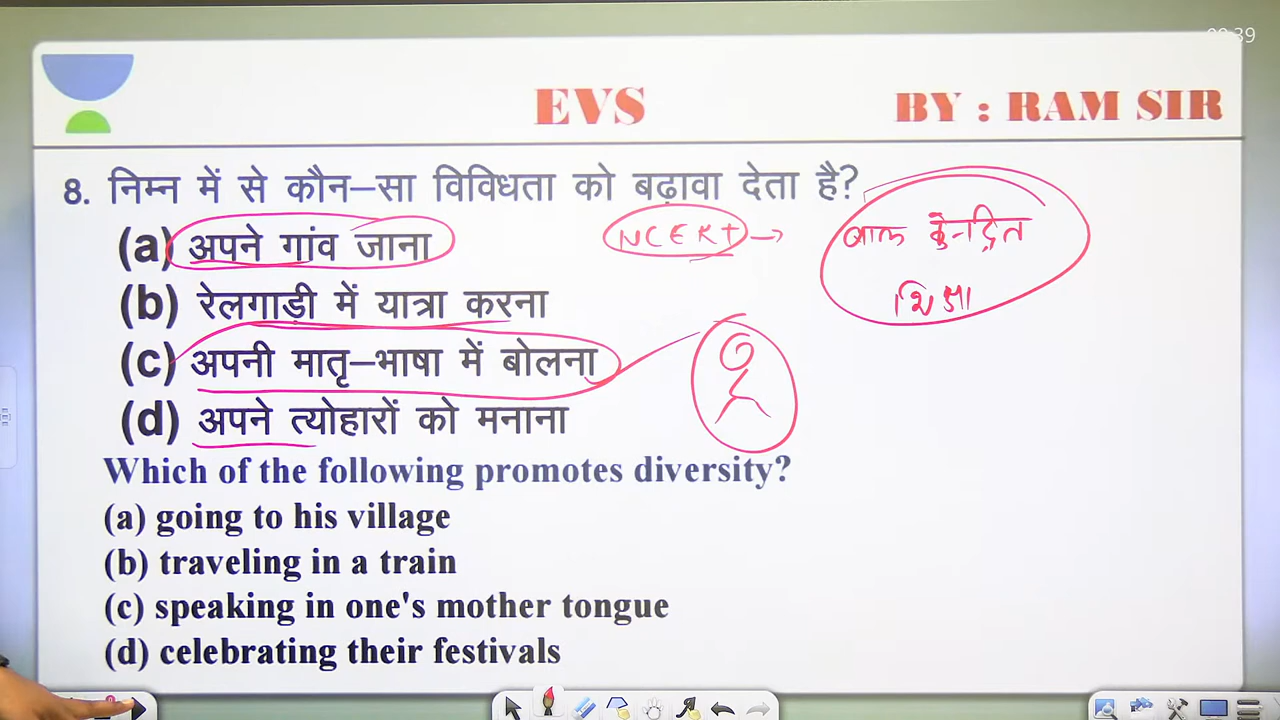 EVS
BY : RAM SIR
8. निम्न में से कौन–सा विविधता को बढ़ावा देता है?
(a) अपने गांव जाना
NCERT →
बाल केन्द्रित
शिक्षा
(b) रेलगाड़ी में यात्रा करना
(c) अपनी मातृ–भाषा में बोलना
(d) अपने त्योहारों को मनाना
Which of the following promotes diversity?
(a) going to his village
(b) traveling in a train
(c) speaking in one's mother tongue
(d) celebrating their festivals